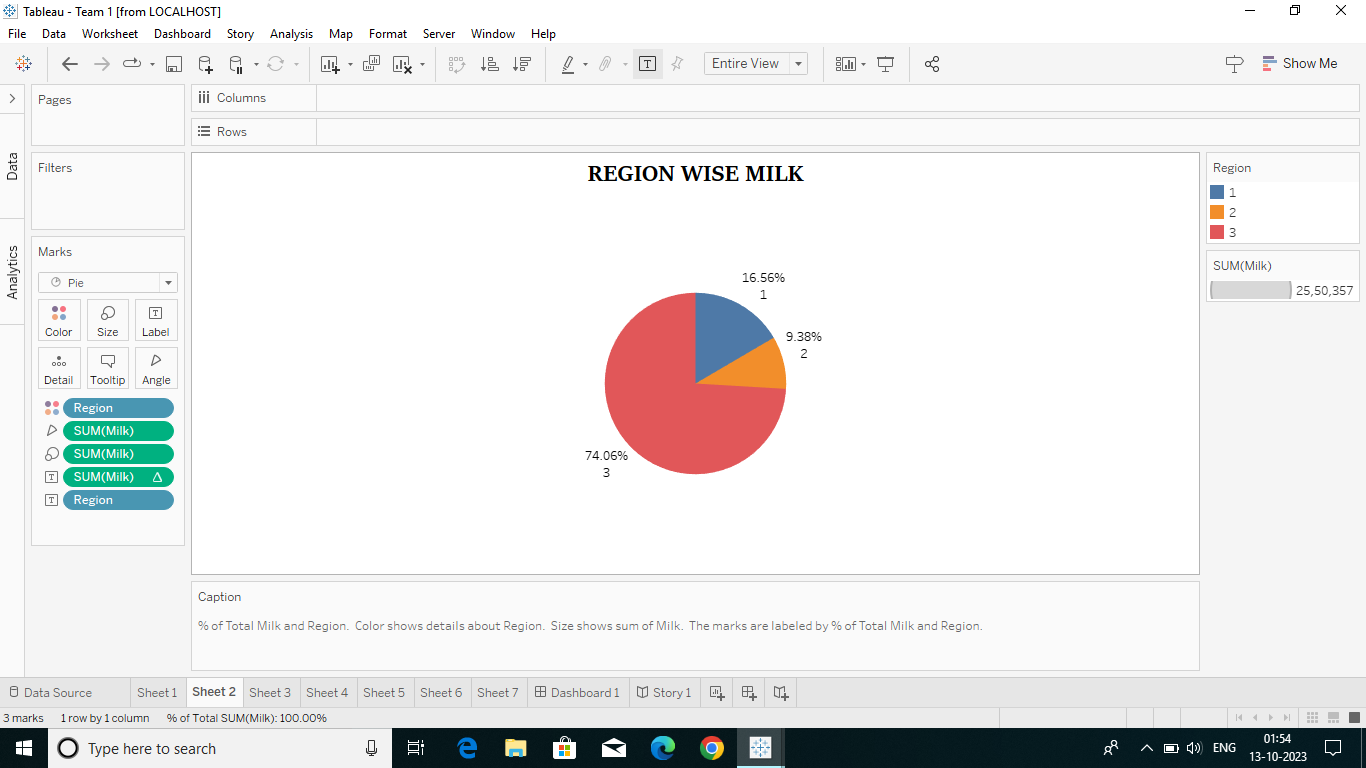 Tableau - Team 1 [from LOCALHOST]
File Data Worksheet Dashboard Story Analysis Map Format Server Window Help
Entire View
Show Me
Pages
Columns
Rows
Data
Analytics
Filters
Marks
Pie
Color Size Label
Detail Tooltip Angle
Region
SUM(Milk)
SUM(Milk)
SUM(Milk) Δ
Region
REGION WISE MILK
16.56%
1
9.38%
2
74.06%
3
Region
1
2
3
SUM(Milk)
25,50,357
Caption
% of Total Milk and Region. Color shows details about Region. Size shows sum of Milk. The marks are labeled by % of Total Milk and Region.
Data Source Sheet 1 Sheet 2 Sheet 3 Sheet 4 Sheet 5 Sheet 6 Sheet 7 Dashboard 1 Story 1
3 marks 1 row by 1 column % of Total SUM(Milk): 100.00%
Type here to search
ENG
01:54
13-10-2023